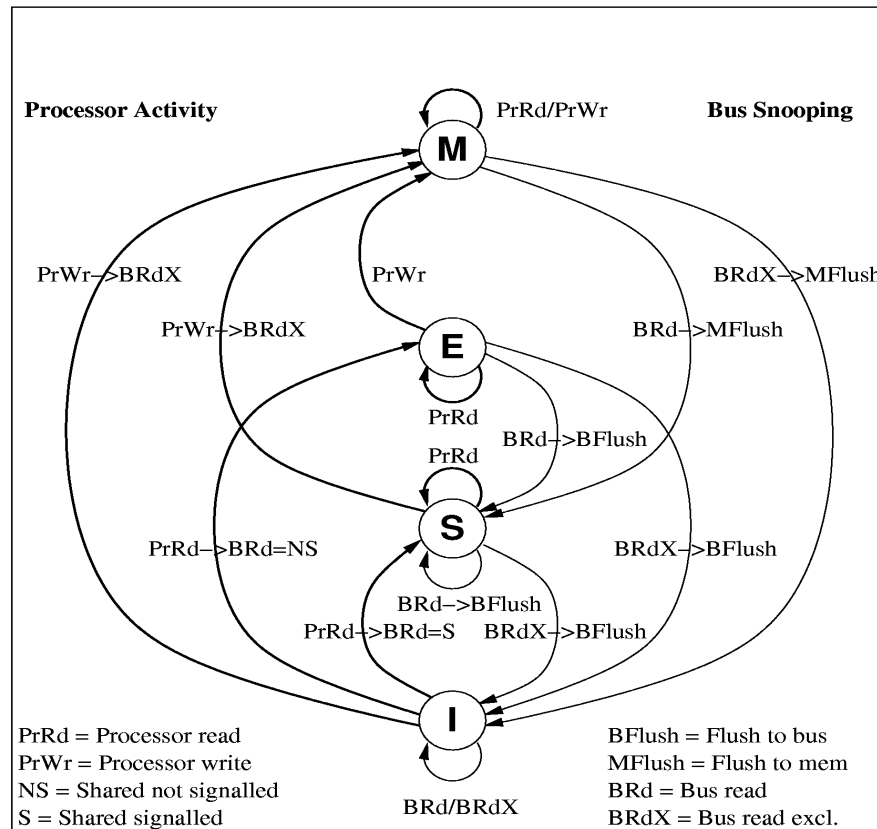 Processor Activity
Bus Snooping
PrRd/PrWr
M
PrWr->BRdX
PrWr
BRdX->MFlush
PrWr->BRdX
BRd->MFlush
E
PrRd
BRd->BFlush
PrRd
S
PrRd->BRd=NS
BRdX->BFlush
BRd->BFlush
PrRd->BRd=S
BRdX->BFlush
I
PrRd = Processor read
PrWr = Processor write
NS = Shared not signalled
S = Shared signalled
BRd/BRdX
BFlush = Flush to bus
MFlush = Flush to mem
BRd = Bus read
BRdX = Bus read excl.